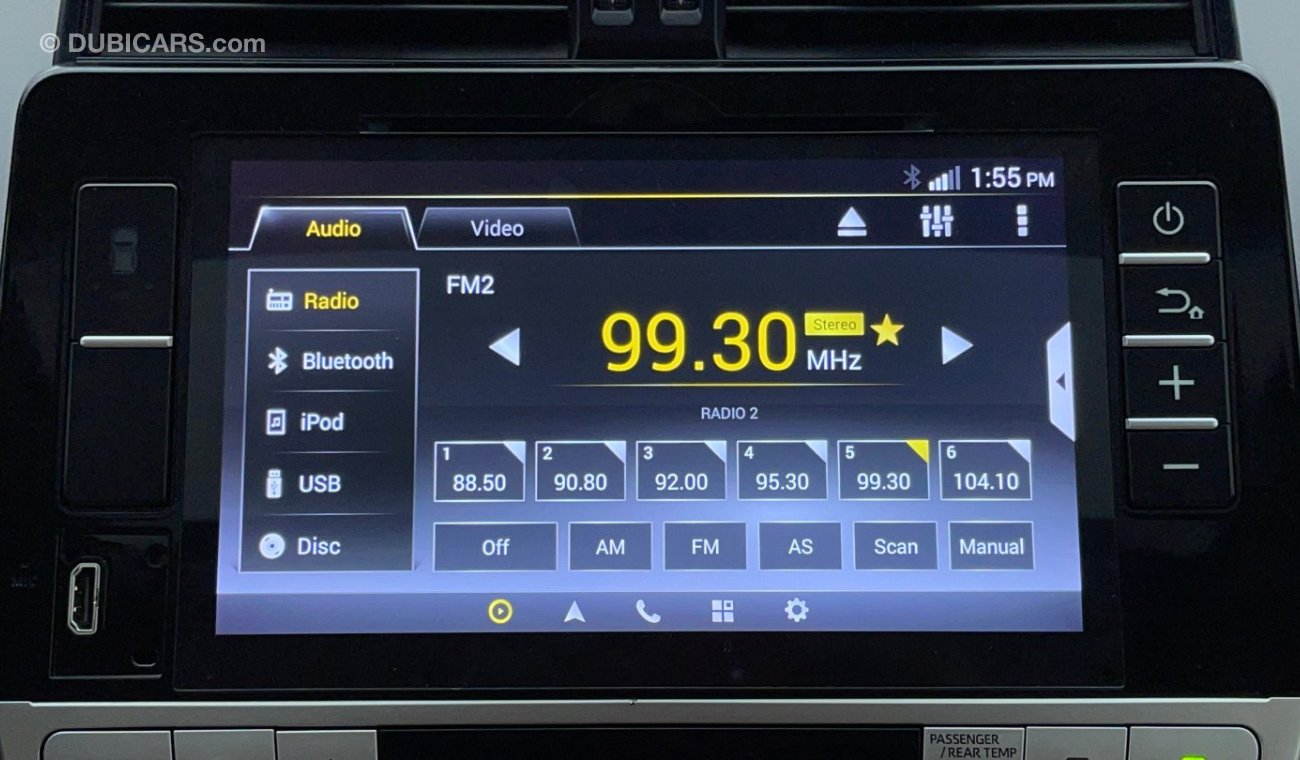 © DUBICARS.com
1:55 PM
Audio
Video
Radio
Bluetooth
iPod
USB
Disc
FM2
99.30
Stereo
MHz
RADIO 2
1
88.50
2
90.80
3
92.00
4
95.30
5
99.30
6
104.10
Off
AM
FM
AS
Scan
Manual
PASSENGER
/REAR TEMP